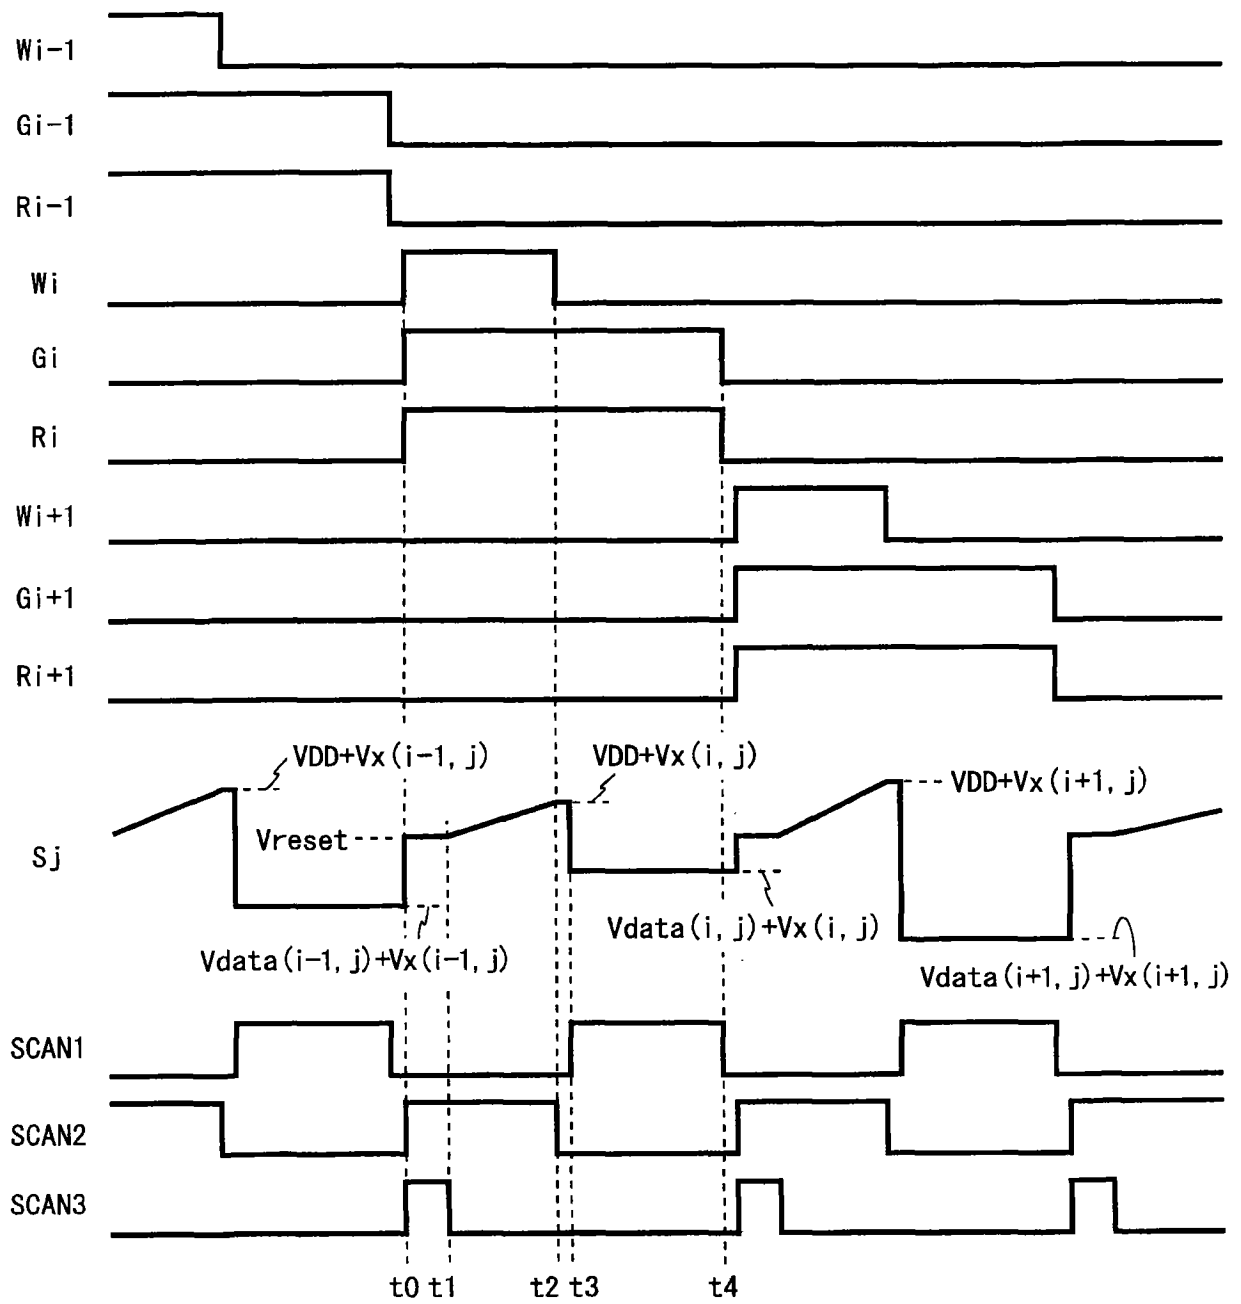 Wi-1
Gi-1
Ri-1
Wi
Gi
Ri
Wi+1
Gi+1
Ri+1
VDD+Vx(i-1, j)
VDD+Vx(i, j)
VDD+Vx(i+1, j)
Vreset
Sj
Vdata(i-1, j)+Vx(i-1, j)
Vdata(i, j)+Vx(i, j)
Vdata(i+1, j)+Vx(i+1, j)
SCAN1
SCAN2
SCAN3
t0 t1 t2 t3 t4